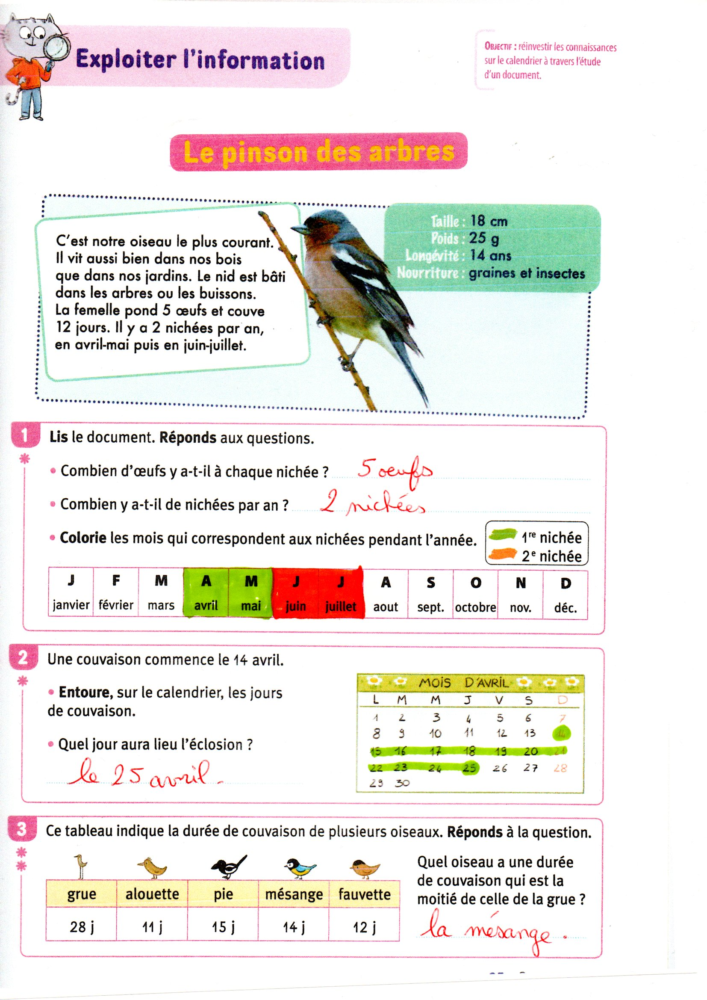 Exploiter l'information
OBJECTIF : réinvestir les connaissances
sur le calendrier à travers l'étude
d'un document.
Le pinson des arbres
C'est notre oiseau le plus courant.
Il vit aussi bien dans nos bois
que dans nos jardins. Le nid est bâti
dans les arbres ou les buissons.
La femelle pond 5 œufs et couve
12 jours. Il y a 2 nichées par an,
en avril-mai puis en juin-juillet.
Taille : 18 cm
Poids : 25 g
Longévité : 14 ans
Nourriture : graines et insectes
1 Lis le document. Réponds aux questions.
• Combien d'œufs y a-t-il à chaque nichée ? 5 oeufs
• Combien y a-t-il de nichées par an ? 2 nichées
• Colorie les mois qui correspondent aux nichées pendant l'année.
1re nichée
2e nichée
J F M A M J J A S O N D
janvier février mars avril mai juin juillet aout sept. octobre nov. déc.
2 Une couvaison commence le 14 avril.
• Entoure, sur le calendrier, les jours
de couvaison.
• Quel jour aura lieu l'éclosion ?
le 25 avril.
MOIS D'AVRIL
L M M J V S D
1 2 3 4 5 6 7
8 9 10 11 12 13 14
15 16 17 18 19 20 21
22 23 24 25 26 27 28
29 30
3 Ce tableau indique la durée de couvaison de plusieurs oiseaux. Réponds à la question.
grue alouette pie mésange fauvette
28 j 11 j 15 j 14 j 12 j
Quel oiseau a une durée
de couvaison qui est la
moitié de celle de la grue ?
la mésange.